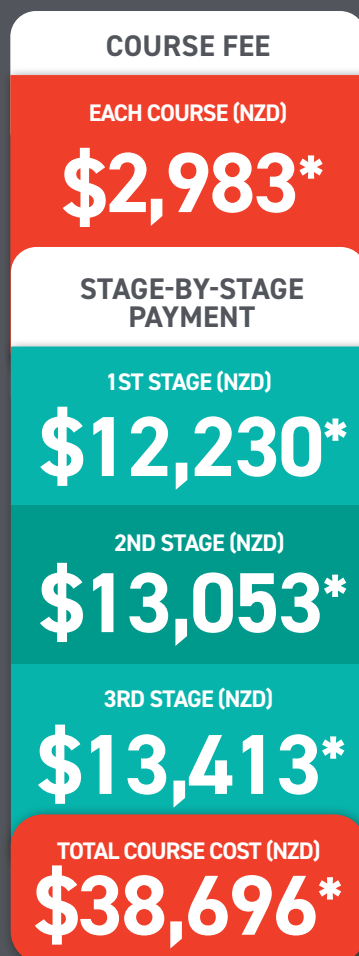 COURSE FEE
EACH COURSE (NZD)
$2,983*
STAGE-BY-STAGE
PAYMENT
1ST STAGE (NZD)
$12,230*
2ND STAGE (NZD)
$13,053*
3RD STAGE (NZD)
$13,413*
TOTAL COURSE COST (NZD)
$38,696*